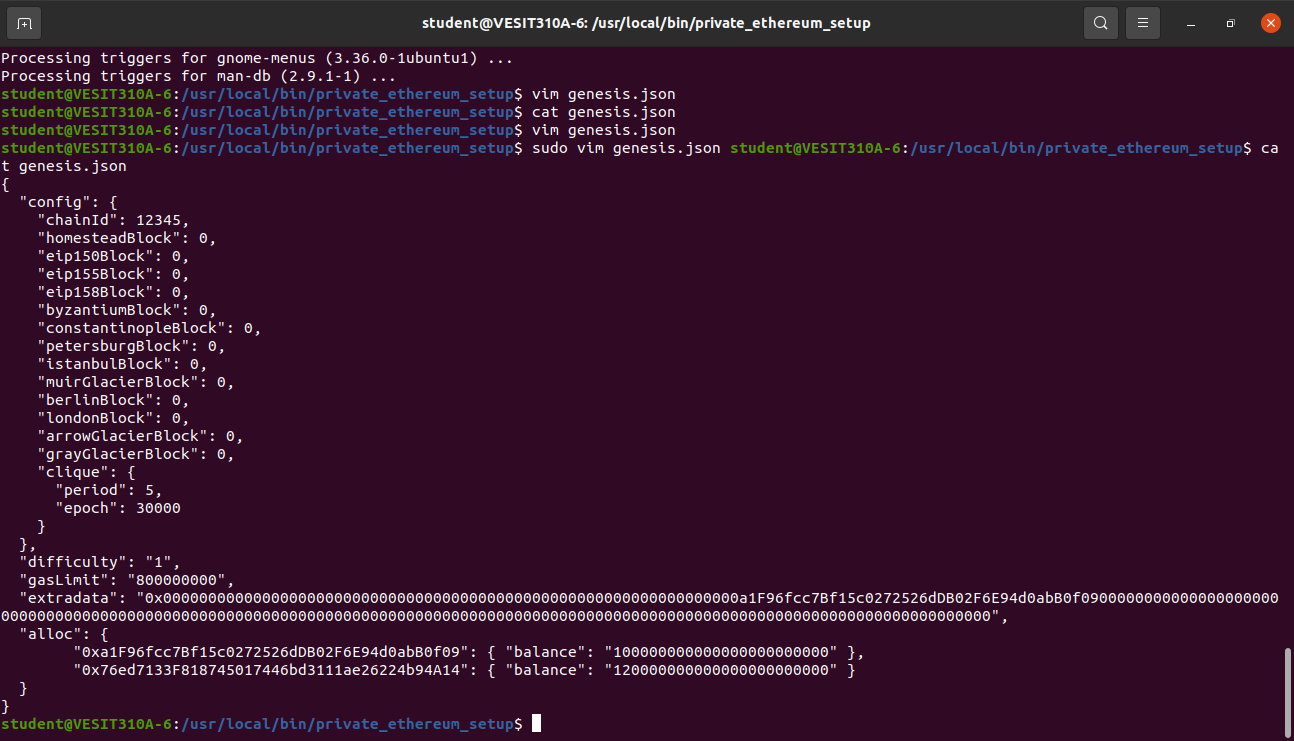 student@VESIT310A-6: /usr/local/bin/private_ethereum_setup
Processing triggers for gnome-menus (3.36.0-1ubuntu1) ...
Processing triggers for man-db (2.9.1-1) ...
student@VESIT310A-6:/usr/local/bin/private_ethereum_setup$ vim genesis.json
student@VESIT310A-6:/usr/local/bin/private_ethereum_setup$ cat genesis.json
student@VESIT310A-6:/usr/local/bin/private_ethereum_setup$ vim genesis.json
student@VESIT310A-6:/usr/local/bin/private_ethereum_setup$ sudo vim genesis.json student@VESIT310A-6:/usr/local/bin/private_ethereum_setup$ ca
t genesis.json
{
  "config": {
    "chainId": 12345,
    "homesteadBlock": 0,
    "eip150Block": 0,
    "eip155Block": 0,
    "eip158Block": 0,
    "byzantiumBlock": 0,
    "constantinopleBlock": 0,
    "petersburgBlock": 0,
    "istanbulBlock": 0,
    "muirGlacierBlock": 0,
    "berlinBlock": 0,
    "londonBlock": 0,
    "arrowGlacierBlock": 0,
    "grayGlacierBlock": 0,
    "clique": {
      "period": 5,
      "epoch": 30000
    }
  },
  "difficulty": "1",
  "gasLimit": "800000000",
  "extradata": "0x0000000000000000000000000000000000000000000000000000000000000000a1F96fcc7Bf15c0272526dDB02F6E94d0abB0f0900000000000000000000
00000000000000000000000000000000000000000000000000000000000000000000000000000000000000000000000000000000000000",
  "alloc": {
        "0xa1F96fcc7Bf15c0272526dDB02F6E94d0abB0f09": { "balance": "100000000000000000000000" },
        "0x76ed7133F818745017446bd3111ae26224b94A14": { "balance": "120000000000000000000000" }
  }
}
student@VESIT310A-6:/usr/local/bin/private_ethereum_setup$